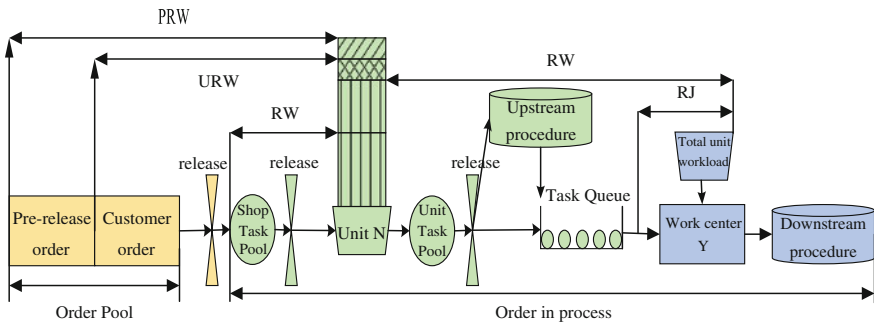 PRW
URW
RW
RW
RJ
release
release
release
Upstream
procedure
Total unit
workload
Task Queue
Pre-release
order
Customer
order
Shop
Task
Pool
Unit N
Unit
Task
Pool
Work center
Y
Downstream
procedure
Order Pool
Order in process